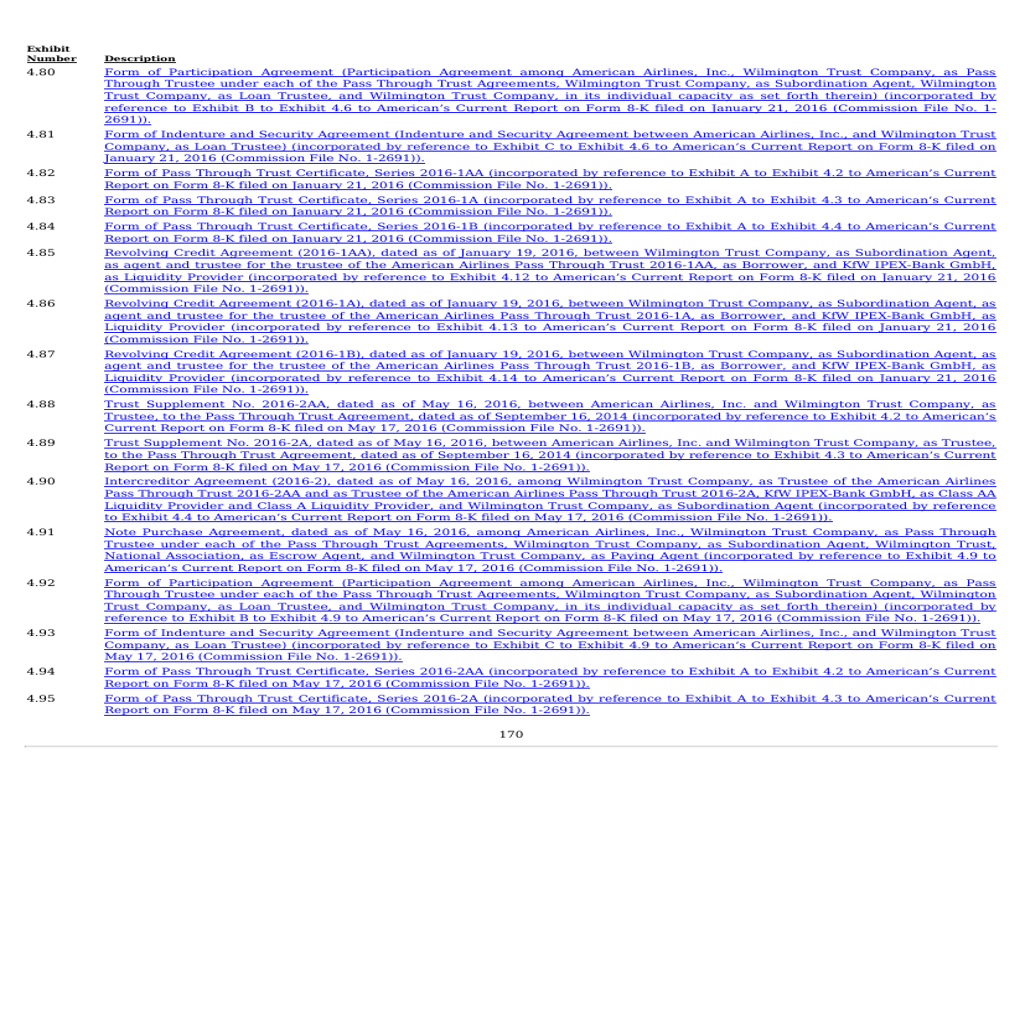 Exhibit
Number Description
4.80 Form of Participation Agreement (Participation Agreement among American Airlines, Inc., Wilmington Trust Company, as Pass
Through Trustee under each of the Pass Through Trust Agreements, Wilmington Trust Company, as Subordination Agent, Wilmington
Trust Company, as Loan Trustee, and Wilmington Trust Company, in its individual capacity as set forth therein) (incorporated by
reference to Exhibit B to Exhibit 4.6 to American’s Current Report on Form 8-K filed on January 21, 2016 (Commission File No. 1-
2691)).
4.81 Form of Indenture and Security Agreement (Indenture and Security Agreement between American Airlines, Inc., and Wilmington Trust
Company, as Loan Trustee) (incorporated by reference to Exhibit C to Exhibit 4.6 to American’s Current Report on Form 8-K filed on
January 21, 2016 (Commission File No. 1-2691)).
4.82 Form of Pass Through Trust Certificate, Series 2016-1AA (incorporated by reference to Exhibit A to Exhibit 4.2 to American’s Current
Report on Form 8-K filed on January 21, 2016 (Commission File No. 1-2691)).
4.83 Form of Pass Through Trust Certificate, Series 2016-1A (incorporated by reference to Exhibit A to Exhibit 4.3 to American’s Current
Report on Form 8-K filed on January 21, 2016 (Commission File No. 1-2691)).
4.84 Form of Pass Through Trust Certificate, Series 2016-1B (incorporated by reference to Exhibit A to Exhibit 4.4 to American’s Current
Report on Form 8-K filed on January 21, 2016 (Commission File No. 1-2691)).
4.85 Revolving Credit Agreement (2016-1AA), dated as of January 19, 2016, between Wilmington Trust Company, as Subordination Agent,
as agent and trustee for the trustee of the American Airlines Pass Through Trust 2016-1AA, as Borrower, and KfW IPEX-Bank GmbH,
as Liquidity Provider (incorporated by reference to Exhibit 4.12 to American’s Current Report on Form 8-K filed on January 21, 2016
(Commission File No. 1-2691)).
4.86 Revolving Credit Agreement (2016-1A), dated as of January 19, 2016, between Wilmington Trust Company, as Subordination Agent, as
agent and trustee for the trustee of the American Airlines Pass Through Trust 2016-1A, as Borrower, and KfW IPEX-Bank GmbH, as
Liquidity Provider (incorporated by reference to Exhibit 4.13 to American’s Current Report on Form 8-K filed on January 21, 2016
(Commission File No. 1-2691)).
4.87 Revolving Credit Agreement (2016-1B), dated as of January 19, 2016, between Wilmington Trust Company, as Subordination Agent, as
agent and trustee for the trustee of the American Airlines Pass Through Trust 2016-1B, as Borrower, and KfW IPEX-Bank GmbH, as
Liquidity Provider (incorporated by reference to Exhibit 4.14 to American’s Current Report on Form 8-K filed on January 21, 2016
(Commission File No. 1-2691)).
4.88 Trust Supplement No. 2016-2AA, dated as of May 16, 2016, between American Airlines, Inc. and Wilmington Trust Company, as
Trustee, to the Pass Through Trust Agreement, dated as of September 16, 2014 (incorporated by reference to Exhibit 4.2 to American’s
Current Report on Form 8-K filed on May 17, 2016 (Commission File No. 1-2691)).
4.89 Trust Supplement No. 2016-2A, dated as of May 16, 2016, between American Airlines, Inc. and Wilmington Trust Company, as Trustee,
to the Pass Through Trust Agreement, dated as of September 16, 2014 (incorporated by reference to Exhibit 4.3 to American’s Current
Report on Form 8-K filed on May 17, 2016 (Commission File No. 1-2691)).
4.90 Intercreditor Agreement (2016-2), dated as of May 16, 2016, among Wilmington Trust Company, as Trustee of the American Airlines
Pass Through Trust 2016-2AA and as Trustee of the American Airlines Pass Through Trust 2016-2A, KfW IPEX-Bank GmbH, as Class AA
Liquidity Provider and Class A Liquidity Provider, and Wilmington Trust Company, as Subordination Agent (incorporated by reference
to Exhibit 4.4 to American’s Current Report on Form 8-K filed on May 17, 2016 (Commission File No. 1-2691)).
4.91 Note Purchase Agreement, dated as of May 16, 2016, among American Airlines, Inc., Wilmington Trust Company, as Pass Through
Trustee under each of the Pass Through Trust Agreements, Wilmington Trust Company, as Subordination Agent, Wilmington Trust,
National Association, as Escrow Agent, and Wilmington Trust Company, as Paying Agent (incorporated by reference to Exhibit 4.9 to
American’s Current Report on Form 8-K filed on May 17, 2016 (Commission File No. 1-2691)).
4.92 Form of Participation Agreement (Participation Agreement among American Airlines, Inc., Wilmington Trust Company, as Pass
Through Trustee under each of the Pass Through Trust Agreements, Wilmington Trust Company, as Subordination Agent, Wilmington
Trust Company, as Loan Trustee, and Wilmington Trust Company, in its individual capacity as set forth therein) (incorporated by
reference to Exhibit B to Exhibit 4.9 to American’s Current Report on Form 8-K filed on May 17, 2016 (Commission File No. 1-2691)).
4.93 Form of Indenture and Security Agreement (Indenture and Security Agreement between American Airlines, Inc., and Wilmington Trust
Company, as Loan Trustee) (incorporated by reference to Exhibit C to Exhibit 4.9 to American’s Current Report on Form 8-K filed on
May 17, 2016 (Commission File No. 1-2691)).
4.94 Form of Pass Through Trust Certificate, Series 2016-2AA (incorporated by reference to Exhibit A to Exhibit 4.2 to American’s Current
Report on Form 8-K filed on May 17, 2016 (Commission File No. 1-2691)).
4.95 Form of Pass Through Trust Certificate, Series 2016-2A (incorporated by reference to Exhibit A to Exhibit 4.3 to American’s Current
Report on Form 8-K filed on May 17, 2016 (Commission File No. 1-2691)).
170